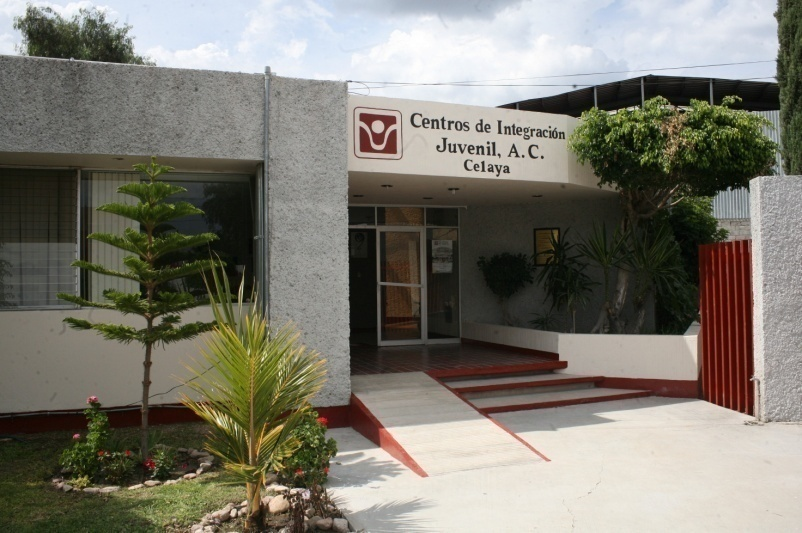 Centros de Integración
Juvenil, A.C.
Celaya